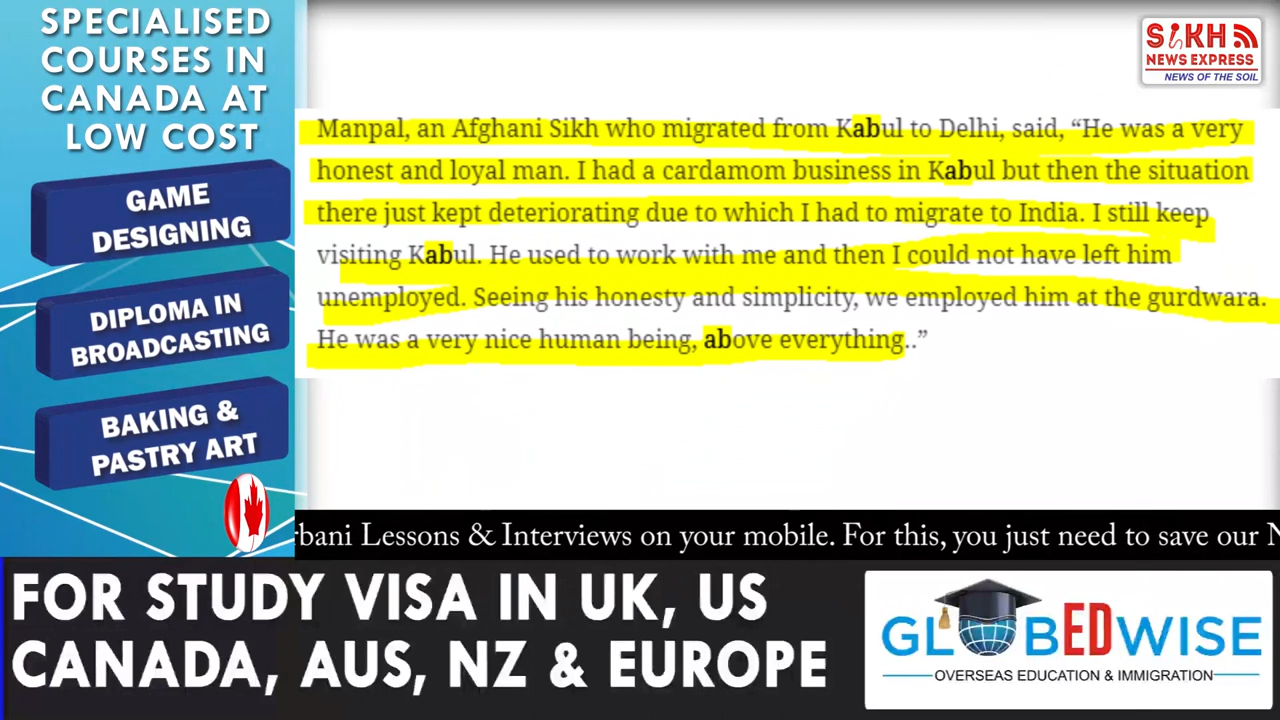 SPECIALISED
COURSES IN
CANADA AT
LOW COST
GAME
DESIGNING
DIPLOMA IN
BROADCASTING
BAKING &
PASTRY ART
SIKH
NEWS EXPRESS
NEWS OF THE SOIL
Manpal, an Afghani Sikh who migrated from Kabul to Delhi, said, “He was a very
honest and loyal man. I had a cardamom business in Kabul but then the situation
there just kept deteriorating due to which I had to migrate to India. I still keep
visiting Kabul. He used to work with me and then I could not have left him
unemployed. Seeing his honesty and simplicity, we employed him at the gurdwara.
He was a very nice human being, above everything..”
rbani Lessons & Interviews on your mobile. For this, you just need to save our N
FOR STUDY VISA IN UK, US
CANADA, AUS, NZ & EUROPE
GLOBEDWISE
OVERSEAS EDUCATION & IMMIGRATION